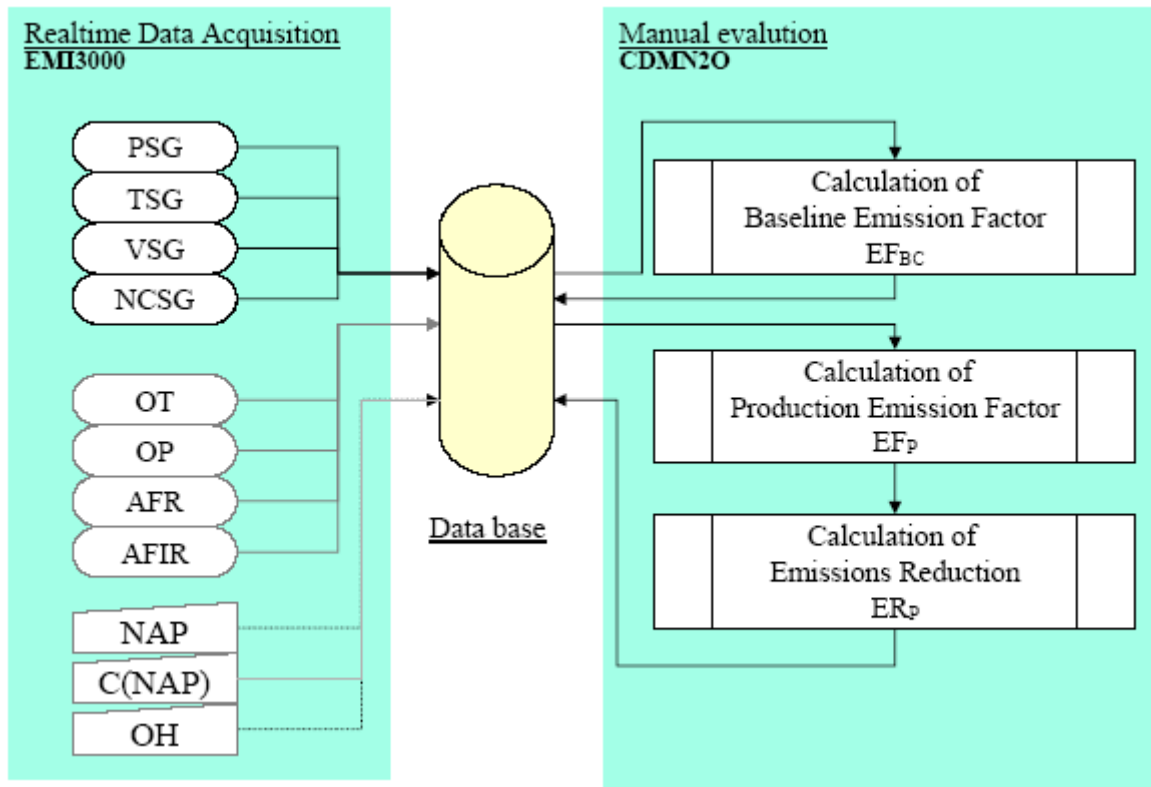 Realtime Data Acquisition
EMI3000
PSG
TSG
VSG
NCSG
OT
OP
AFR
AFIR
NAP
C(NAP)
OH
Data base
Manual evalution
CDMN2O
Calculation of
Baseline Emission Factor
EFBC
Calculation of
Production Emission Factor
EFP
Calculation of
Emissions Reduction
ERP